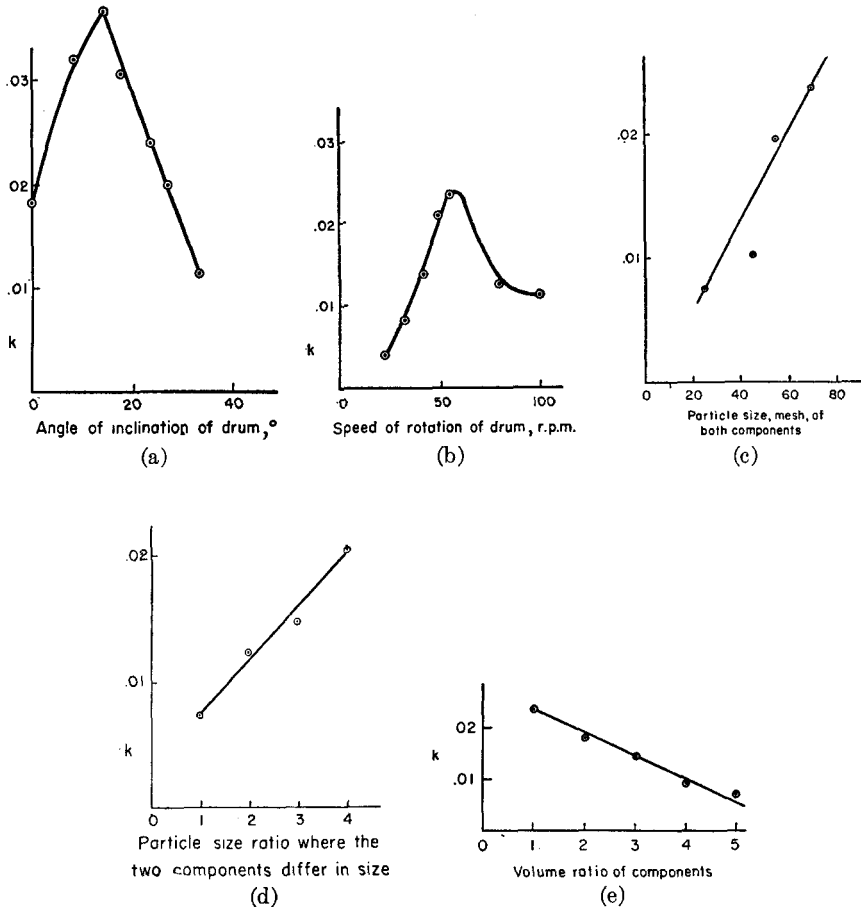 .03
.02
.01
k
0
20
40
Angle of inclination of drum,°
(a)
.03
.02
.01
k
0
50
100
Speed of rotation of drum, r.p.m.
(b)
.02
.01
0
20
40
60
80
Particle size, mesh, of
both components
(c)
.02
.01
k
0
1
2
3
4
Particle size ratio where the
two components differ in size
(d)
02
.01
k
0
1
2
3
4
5
Volume ratio of components
(e)